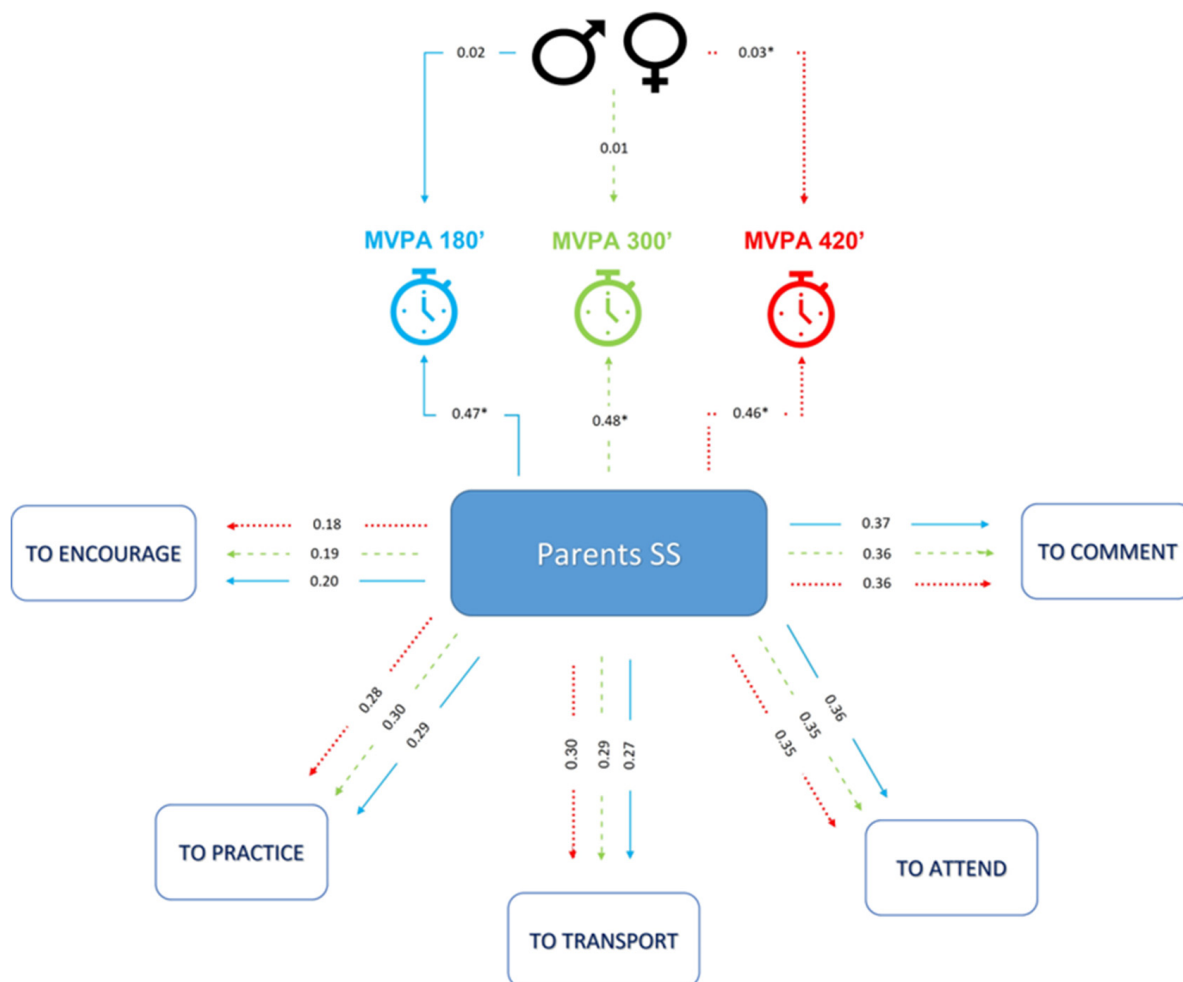 0.02
0.03*
0.01
MVPA 180’
MVPA 300’
MVPA 420’
0.47*
0.48*
0.46*
TO ENCOURAGE
0.18
0.19
0.20
Parents SS
0.37
0.36
0.36
TO COMMENT
0.28
0.30
0.29
0.30
0.29
0.27
0.35
0.35
0.36
TO PRACTICE
TO TRANSPORT
TO ATTEND